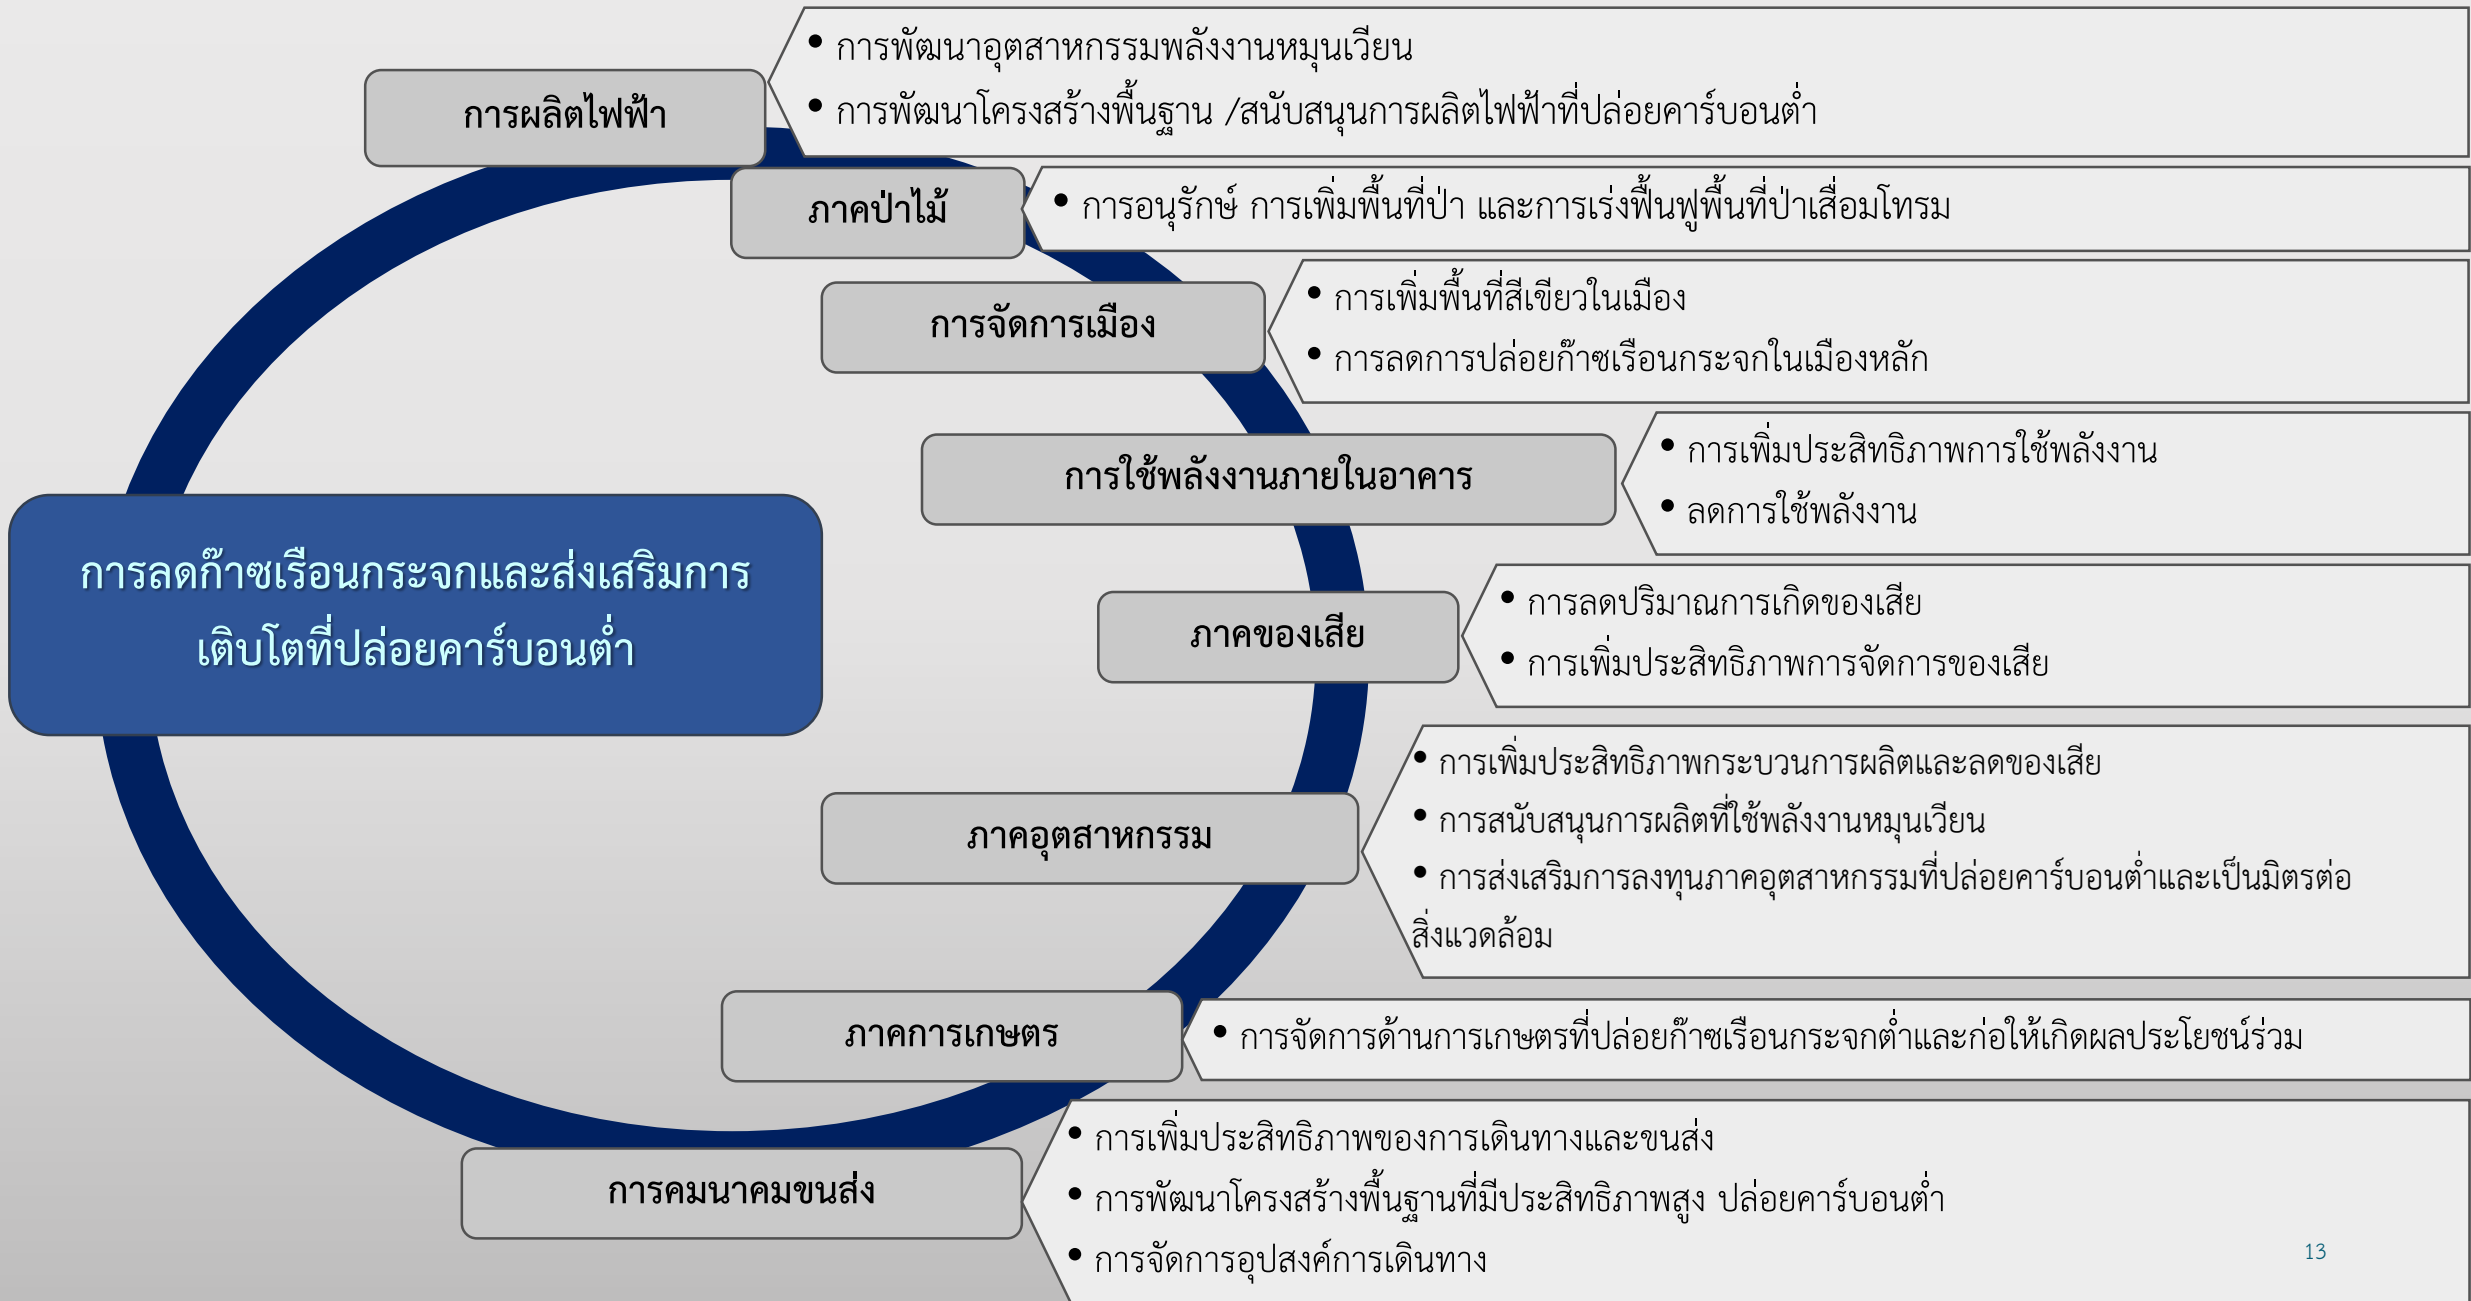 การลดก๊าซเรือนกระจกและส่งเสริมการ
เติบโตที่ปล่อยคาร์บอนต่ำ
การผลิตไฟฟ้า
• การพัฒนาอุตสาหกรรมพลังงานหมุนเวียน
• การพัฒนาโครงสร้างพื้นฐาน /สนับสนุนการผลิตไฟฟ้าที่ปล่อยคาร์บอนต่ำ
ภาคป่าไม้
• การอนุรักษ์ การเพิ่มพื้นที่ป่า และการเร่งฟื้นฟูพื้นที่ป่าเสื่อมโทรม
การจัดการเมือง
• การเพิ่มพื้นที่สีเขียวในเมือง
• การลดการปล่อยก๊าซเรือนกระจกในเมืองหลัก
การใช้พลังงานภายในอาคาร
• การเพิ่มประสิทธิภาพการใช้พลังงาน
• ลดการใช้พลังงาน
ภาคของเสีย
• การลดปริมาณการเกิดของเสีย
• การเพิ่มประสิทธิภาพการจัดการของเสีย
ภาคอุตสาหกรรม
• การเพิ่มประสิทธิภาพกระบวนการผลิตและลดของเสีย
• การสนับสนุนการผลิตที่ใช้พลังงานหมุนเวียน
• การส่งเสริมการลงทุนภาคอุตสาหกรรมที่ปล่อยคาร์บอนต่ำและเป็นมิตรต่อ
สิ่งแวดล้อม
ภาคการเกษตร
• การจัดการด้านการเกษตรที่ปล่อยก๊าซเรือนกระจกต่ำและก่อให้เกิดผลประโยชน์ร่วม
การคมนาคมขนส่ง
• การเพิ่มประสิทธิภาพของการเดินทางและขนส่ง
• การพัฒนาโครงสร้างพื้นฐานที่มีประสิทธิภาพสูง ปล่อยคาร์บอนต่ำ
• การจัดการอุปสงค์การเดินทาง
13